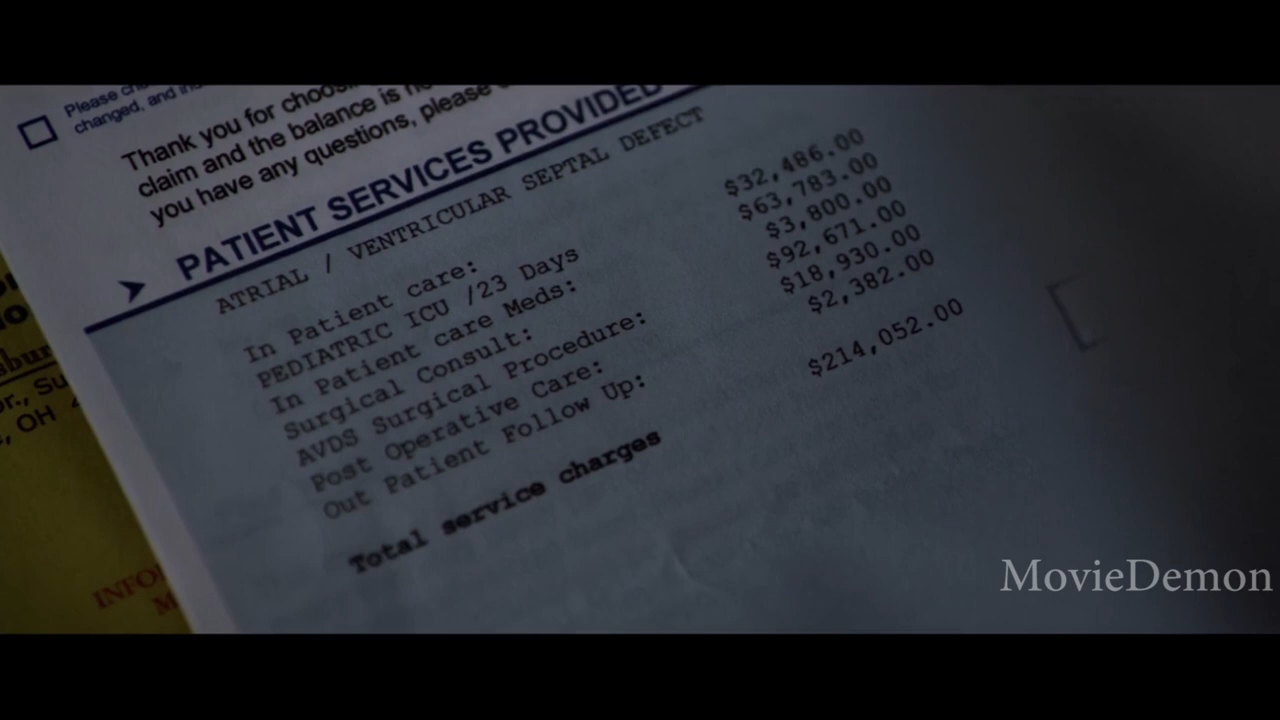 Please
changed, and
Thank you for
claim and the balance is
you have any questions, please
PATIENT SERVICES PROVIDED
ATRIAL / VENTRICULAR SEPTAL DEFECT
In Patient care:
PEDIATRIC ICU /23 Days $32,486.00
In Patient care Meds: $63,783.00
Surgical Consult: $3,800.00
AVDS Surgical Procedure: $92,671.00
Post Operative Care: $18,930.00
Out Patient Follow Up: $2,382.00
Total service charges $214,052.00
OH
MovieDemon